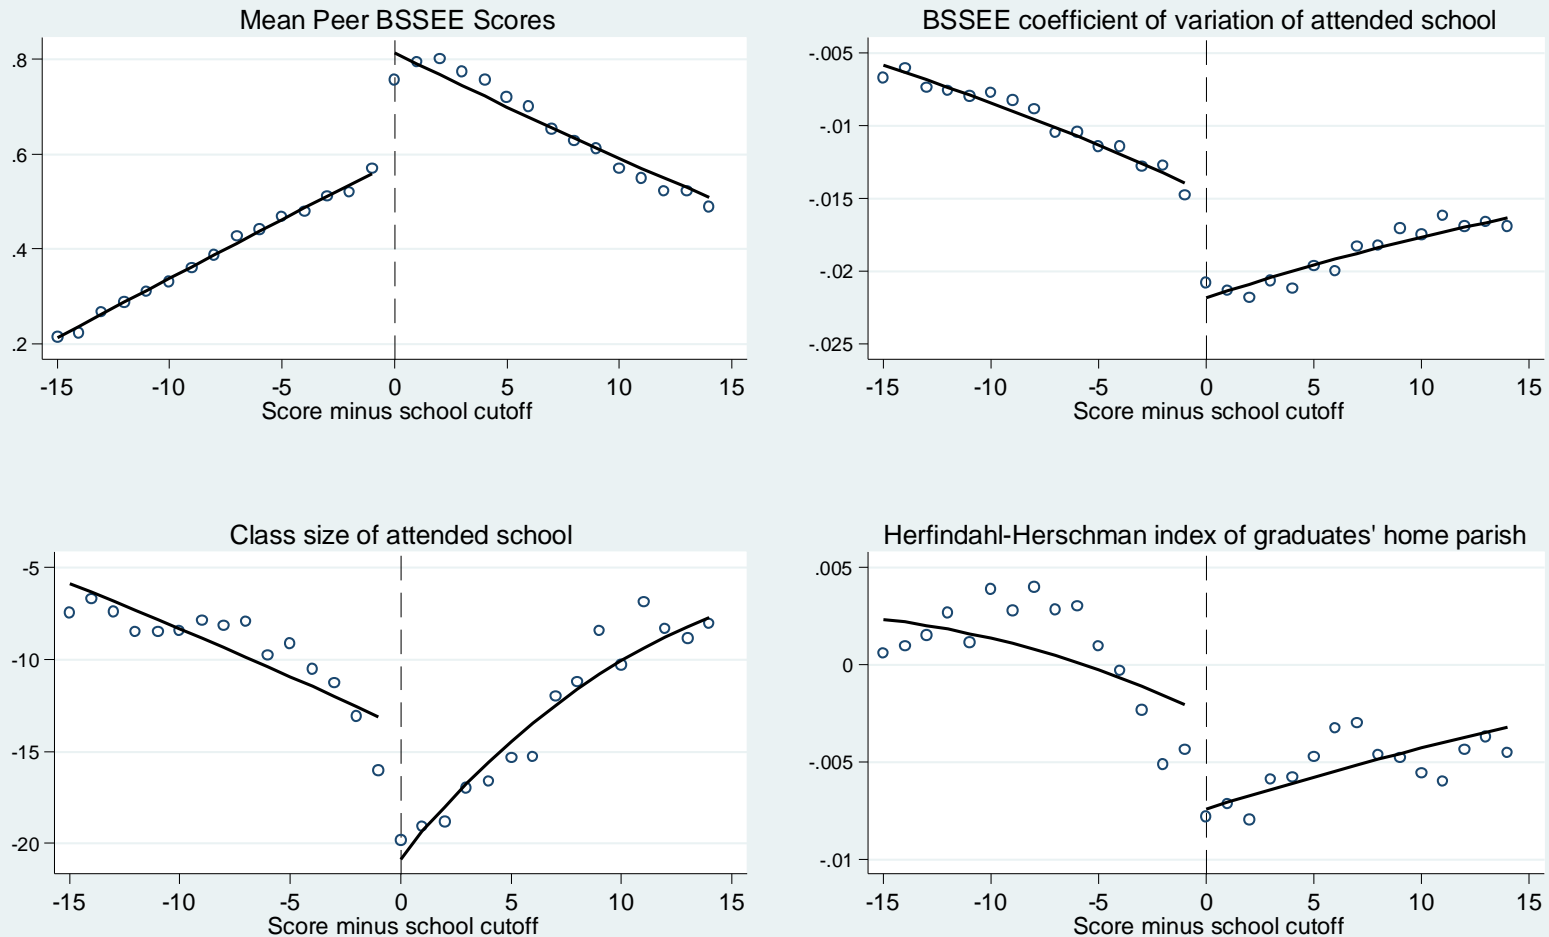 Mean Peer BSSEE Scores
.8
.6
.4
.2
-15 -10 -5 0 5 10 15
Score minus school cutoff
BSSEE coefficient of variation of attended school
-.005
-.01
-.015
-.02
-.025
-15 -10 -5 0 5 10 15
Score minus school cutoff
Class size of attended school
-5
-10
-15
-20
-15 -10 -5 0 5 10 15
Score minus school cutoff
Herfindahl-Herschman index of graduates' home parish
.005
0
-.005
-.01
-15 -10 -5 0 5 10 15
Score minus school cutoff